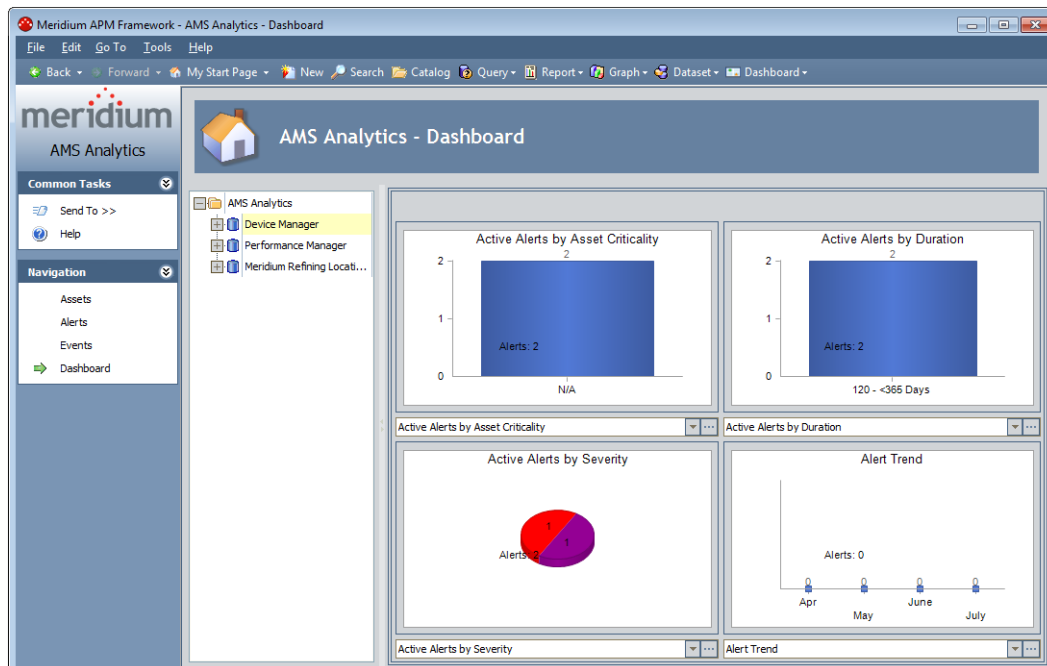 Meridium APM Framework - AMS Analytics - Dashboard
File Edit Go To Tools Help
Back Forward My Start Page New Search Catalog Query Report Graph Dataset Dashboard
meridium
AMS Analytics
Common Tasks
Send To >>
Help
Navigation
Assets
Alerts
Events
Dashboard
AMS Analytics - Dashboard
AMS Analytics
Device Manager
Performance Manager
Meridium Refining Locati...
Active Alerts by Asset Criticality
2
2
1
0
Alerts: 2
N/A
Active Alerts by Asset Criticality
Active Alerts by Duration
2
2
1
0
Alerts: 2
120 - <365 Days
Active Alerts by Duration
Active Alerts by Severity
1
1
Alerts: 2
Active Alerts by Severity
Alert Trend
Alerts: 0
0 0 0 0
Apr May June July
Alert Trend